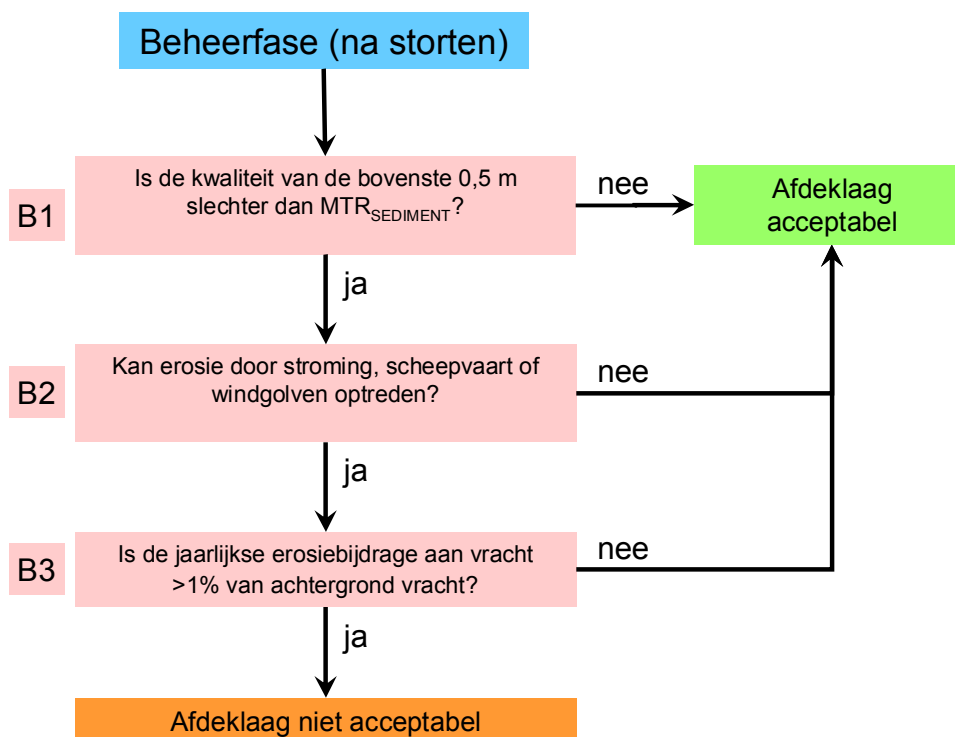 Beheerfase (na storten)
B1
Is de kwaliteit van de bovenste 0,5 m
slechter dan MTRSEDIMENT?
nee
Afdeklaag
acceptabel
ja
B2
Kan erosie door stroming, scheepvaart of
windgolven optreden?
nee
ja
B3
Is de jaarlijkse erosiebijdrage aan vracht
>1% van achtergrond vracht?
nee
ja
Afdeklaag niet acceptabel